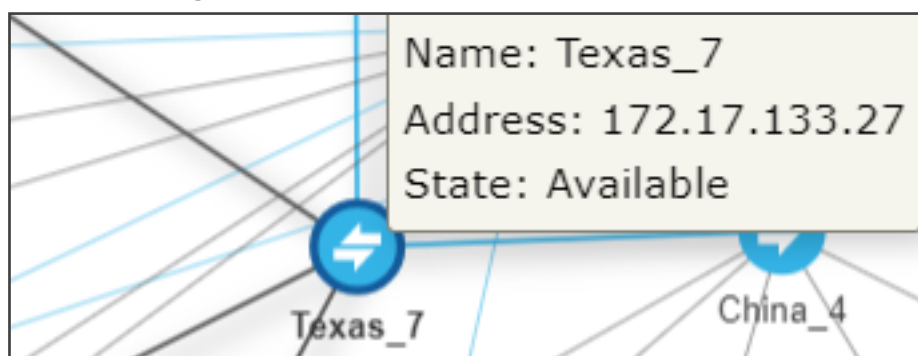 Name: Texas_7
Address: 172.17.133.27
State: Available
Texas_7
China_4